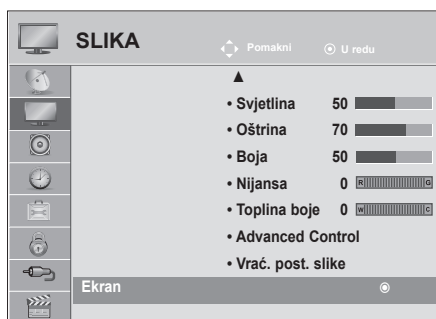 SLIKA Pomakni U redu
• Svjetlina 50
• Oštrina 70
• Boja 50
• Nijansa 0 R G
• Toplina boje 0 W C
• Advanced Control
• Vrać. post. slike
Ekran